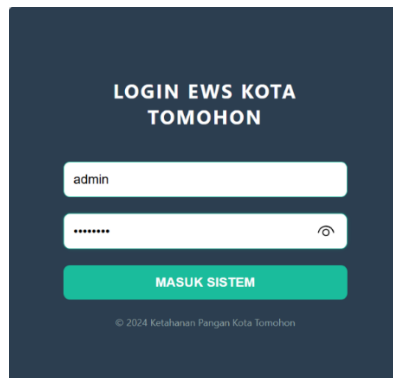 LOGIN EWS KOTA
TOMOHON
admin
••••••••
MASUK SISTEM
© 2024 Ketahanan Pangan Kota Tomohon